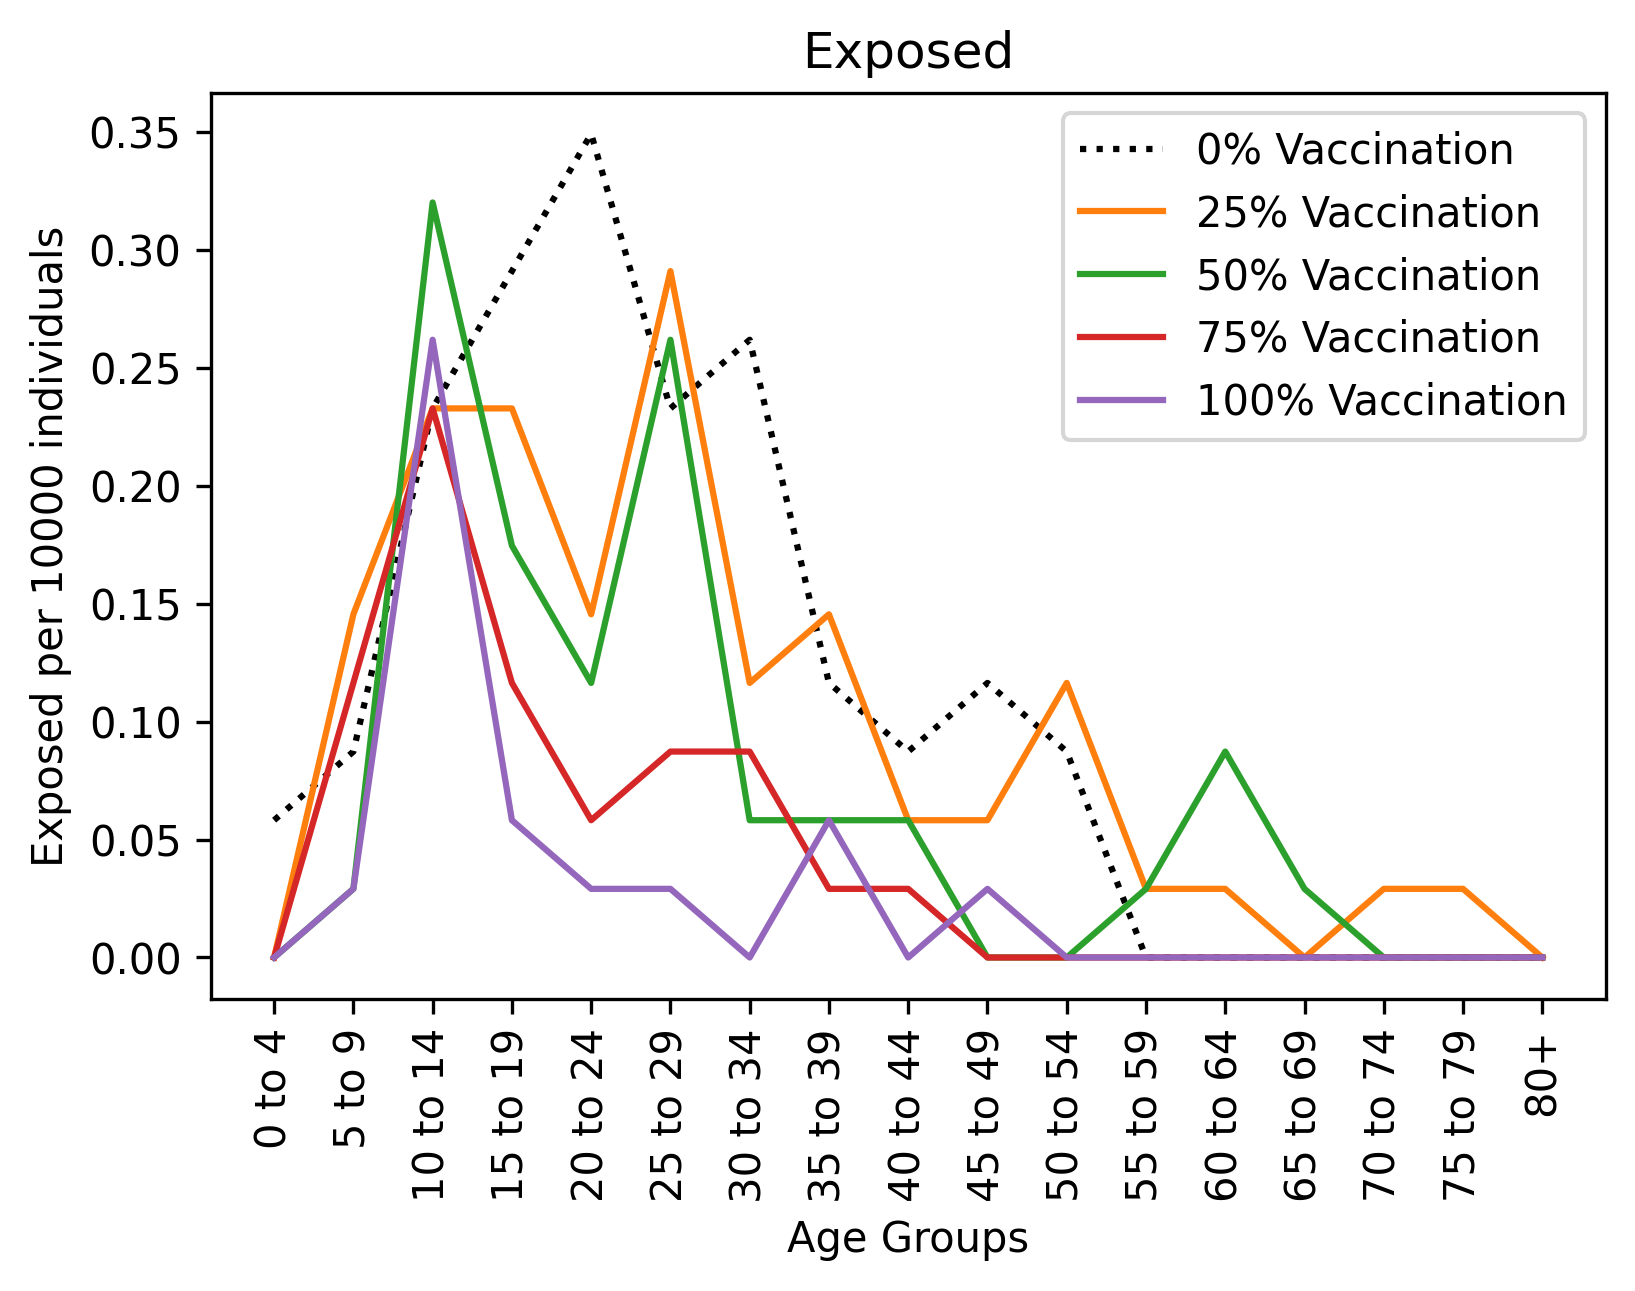 Exposed
Exposed per 10000 individuals
0.35
0.30
0.25
0.20
0.15
0.10
0.05
0.00
0% Vaccination
25% Vaccination
50% Vaccination
75% Vaccination
100% Vaccination
0 to 4
5 to 9
10 to 14
15 to 19
20 to 24
25 to 29
30 to 34
35 to 39
40 to 44
45 to 49
50 to 54
55 to 59
60 to 64
65 to 69
70 to 74
75 to 79
80+
Age Groups